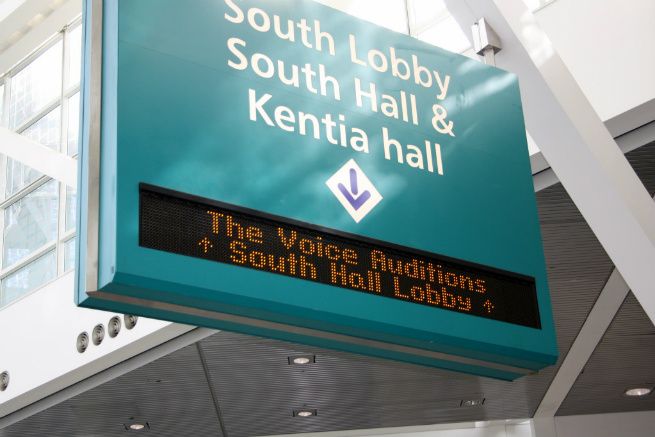 South Lobby
South Hall &
Kentia hall
The Voice Auditions
↑ South Hall Lobby ↑